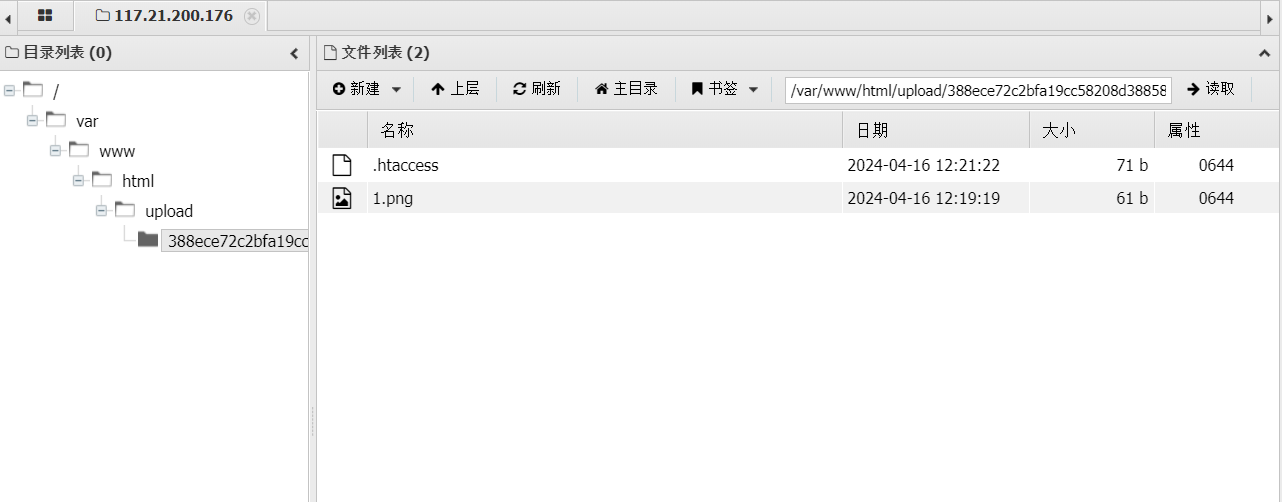 117.21.200.176
目录列表 (0)
文件列表 (2)
新建 上层 刷新 主目录 书签 /var/www/html/upload/388ece72c2bfa19cc58208d38858 读取
名称 日期 大小 属性
/
var
www
html
upload
388ece72c2bfa19cc
.htaccess 2024-04-16 12:21:22 71 b 0644
1.png 2024-04-16 12:19:19 61 b 0644